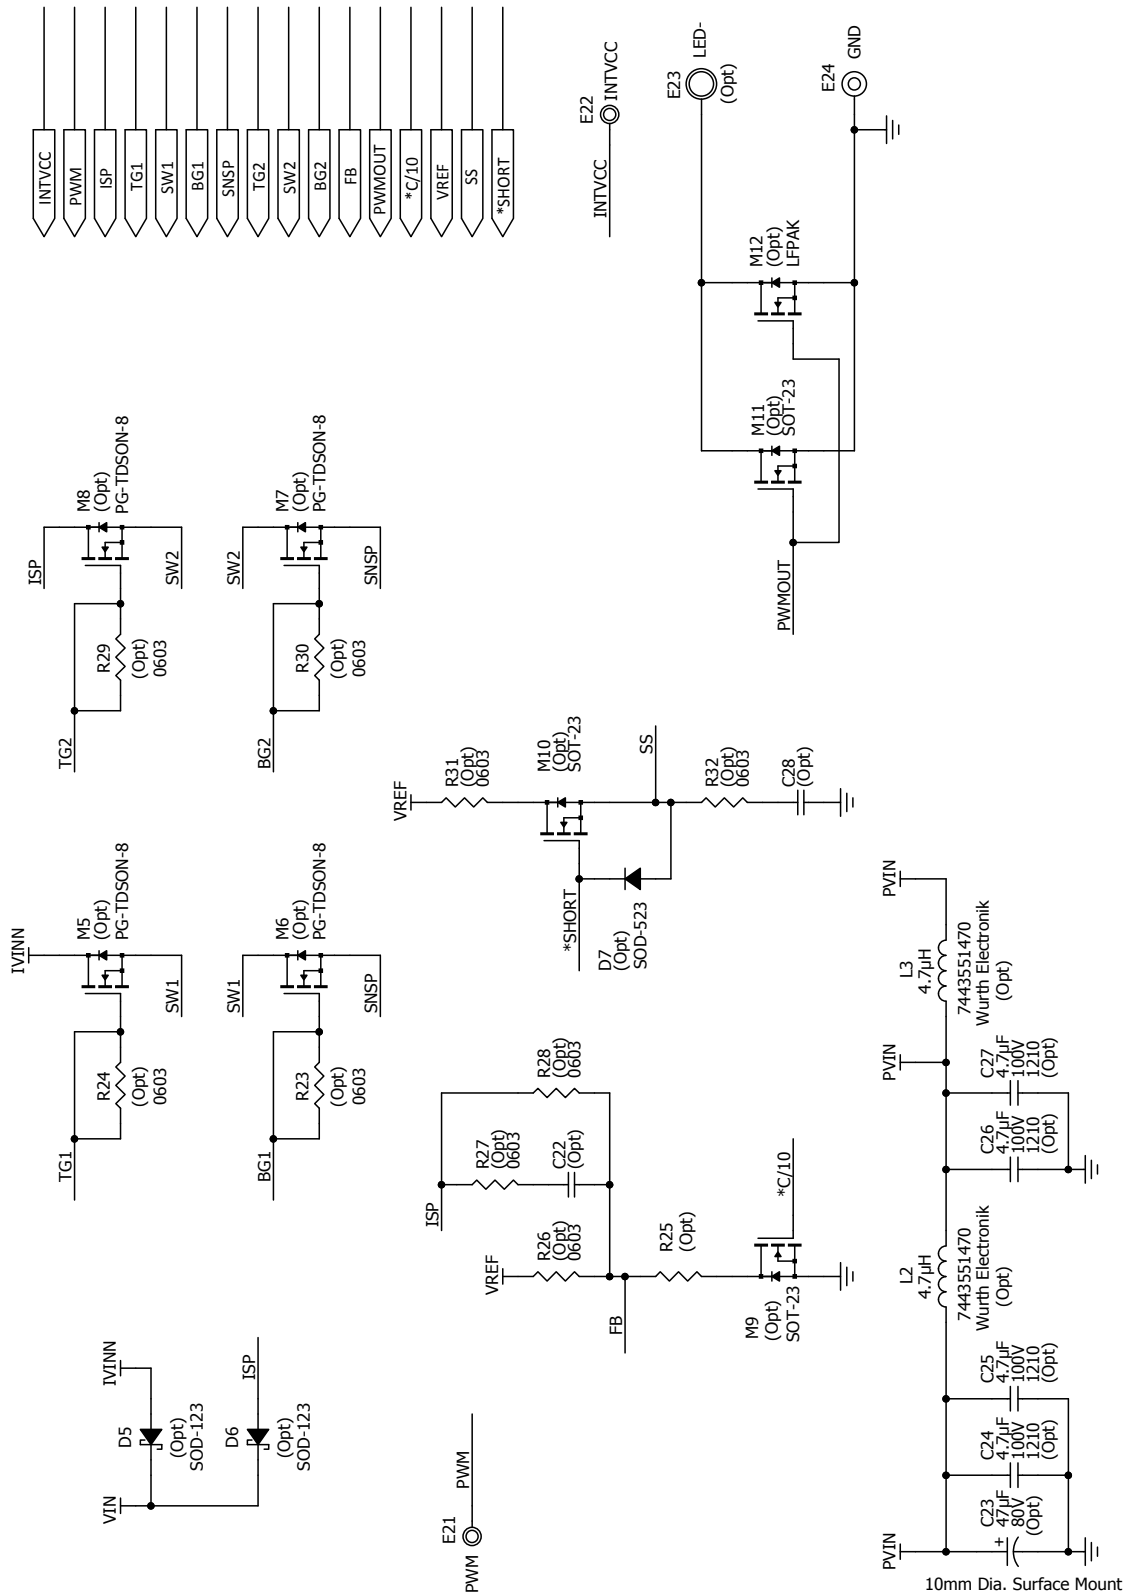 INTVCC
PWM
ISP
TG1
SW1
BG1
SNSP
TG2
SW2
BG2
FB
PWMOUT
*C/10
VREF
SS
*SHORT
INTVCC
E22
INTVCC
E23
LED-
(Opt)
E24
GND
M12
(Opt)
LFPAK
M11
(Opt)
SOT-23
PWMOUT
ISP
M8
(Opt)
PG-TDSON-8
SW2
TG2
R29
(Opt)
0603
SW2
M7
(Opt)
PG-TDSON-8
SNSP
BG2
R30
(Opt)
0603
IVINN
M5
(Opt)
PG-TDSON-8
SW1
TG1
R24
(Opt)
0603
SW1
M6
(Opt)
PG-TDSON-8
SNSP
BG1
R23
(Opt)
0603
VREF
R31
(Opt)
0603
M10
(Opt)
SOT-23
SS
R32
(Opt)
0603
C28
(Opt)
*SHORT
D7
(Opt)
SOD-523
ISP
R27
(Opt)
0603
C22
(Opt)
R28
(Opt)
0603
VREF
R26
(Opt)
0603
FB
R25
(Opt)
*C/10
M9
(Opt)
SOT-23
VIN
D5
(Opt)
SOD-123
IVINN
D6
(Opt)
SOD-123
ISP
PWM
E21
PWM
PVIN
C23
47µF
80V
(Opt)
10mm Dia. Surface Mount
C24
4.7µF
100V
1210
(Opt)
C25
4.7µF
100V
1210
(Opt)
L2
4.7µH
7443551470
Wurth Electronik
(Opt)
C26
4.7µF
100V
1210
(Opt)
C27
4.7µF
100V
1210
(Opt)
PVIN
L3
4.7µH
7443551470
Wurth Electronik
(Opt)
PVIN